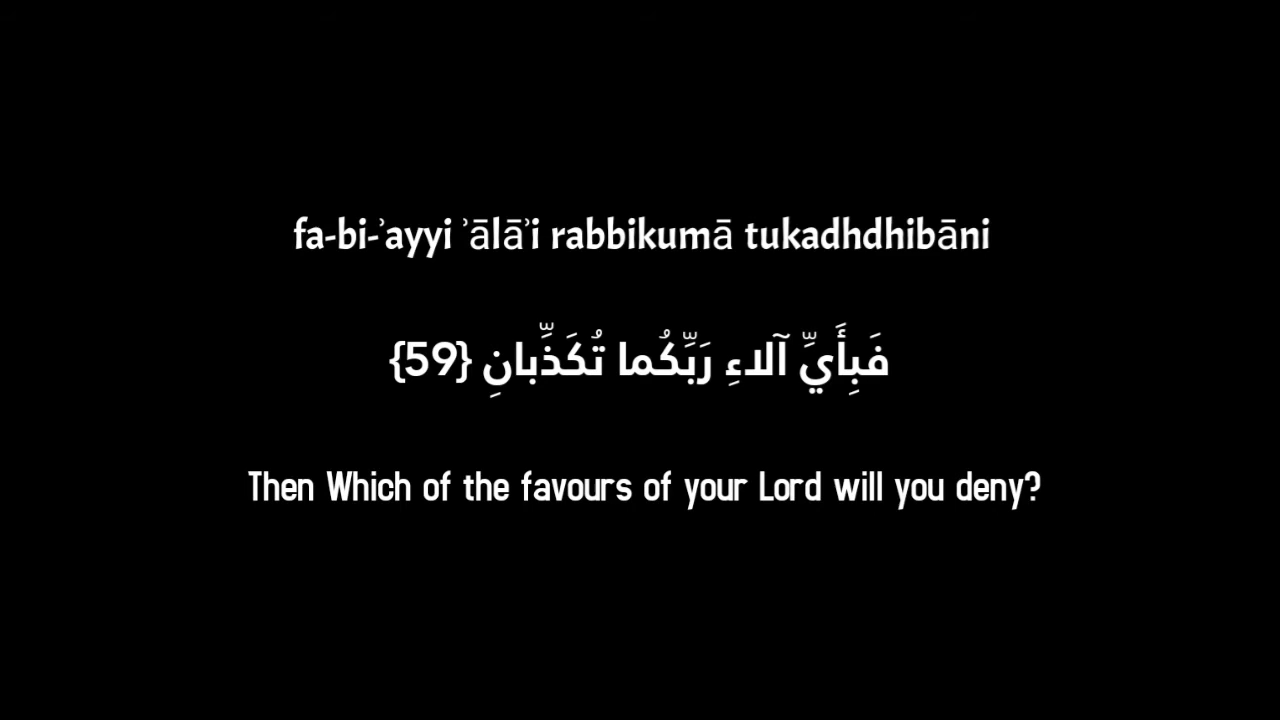 fa-bi-ʾayyi ʾālāʾi rabbikumā tukadhdhibāni
فَبِأَيِّ آلاءِ رَبِّكُما تُكَذِّبانِ {59}
Then Which of the favours of your Lord will you deny?